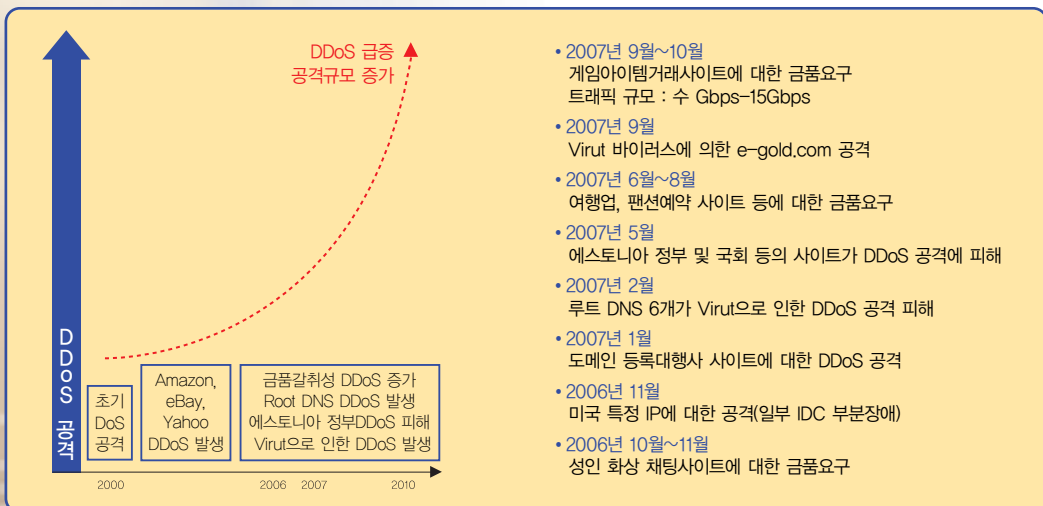 DDoS 급증
공격규모 증가
DDoS 공격
초기
DoS
공격
Amazon,
eBay,
Yahoo
DDoS 발생
금품갈취성 DDoS 증가
Root DNS DDoS 발생
에스토니아 정부DDoS 피해
Virut으로 인한 DDoS 발생
2000
2006
2007
2010
• 2007년 9월~10월
게임아이템거래사이트에 대한 금품요구
트래픽 규모 : 수 Gbps-15Gbps
• 2007년 9월
Virut 바이러스에 의한 e-gold.com 공격
• 2007년 6월~8월
여행업, 팬션예약 사이트 등에 대한 금품요구
• 2007년 5월
에스토니아 정부 및 국회 등의 사이트가 DDoS 공격에 피해
• 2007년 2월
루트 DNS 6개가 Virut으로 인한 DDoS 공격 피해
• 2007년 1월
도메인 등록대행사 사이트에 대한 DDoS 공격
• 2006년 11월
미국 특정 IP에 대한 공격(일부 IDC 부분장애)
• 2006년 10월~11월
성인 화상 채팅사이트에 대한 금품요구